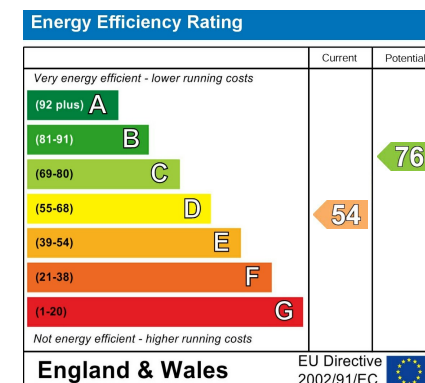 Energy Efficiency Rating
Current Potential
Very energy efficient - lower running costs
(92 plus) A
(81-91) B
(69-80) C
(55-68) D
(39-54) E
(21-38) F
(1-20) G
76
54
Not energy efficient - higher running costs
England & Wales
EU Directive
2002/91/EC